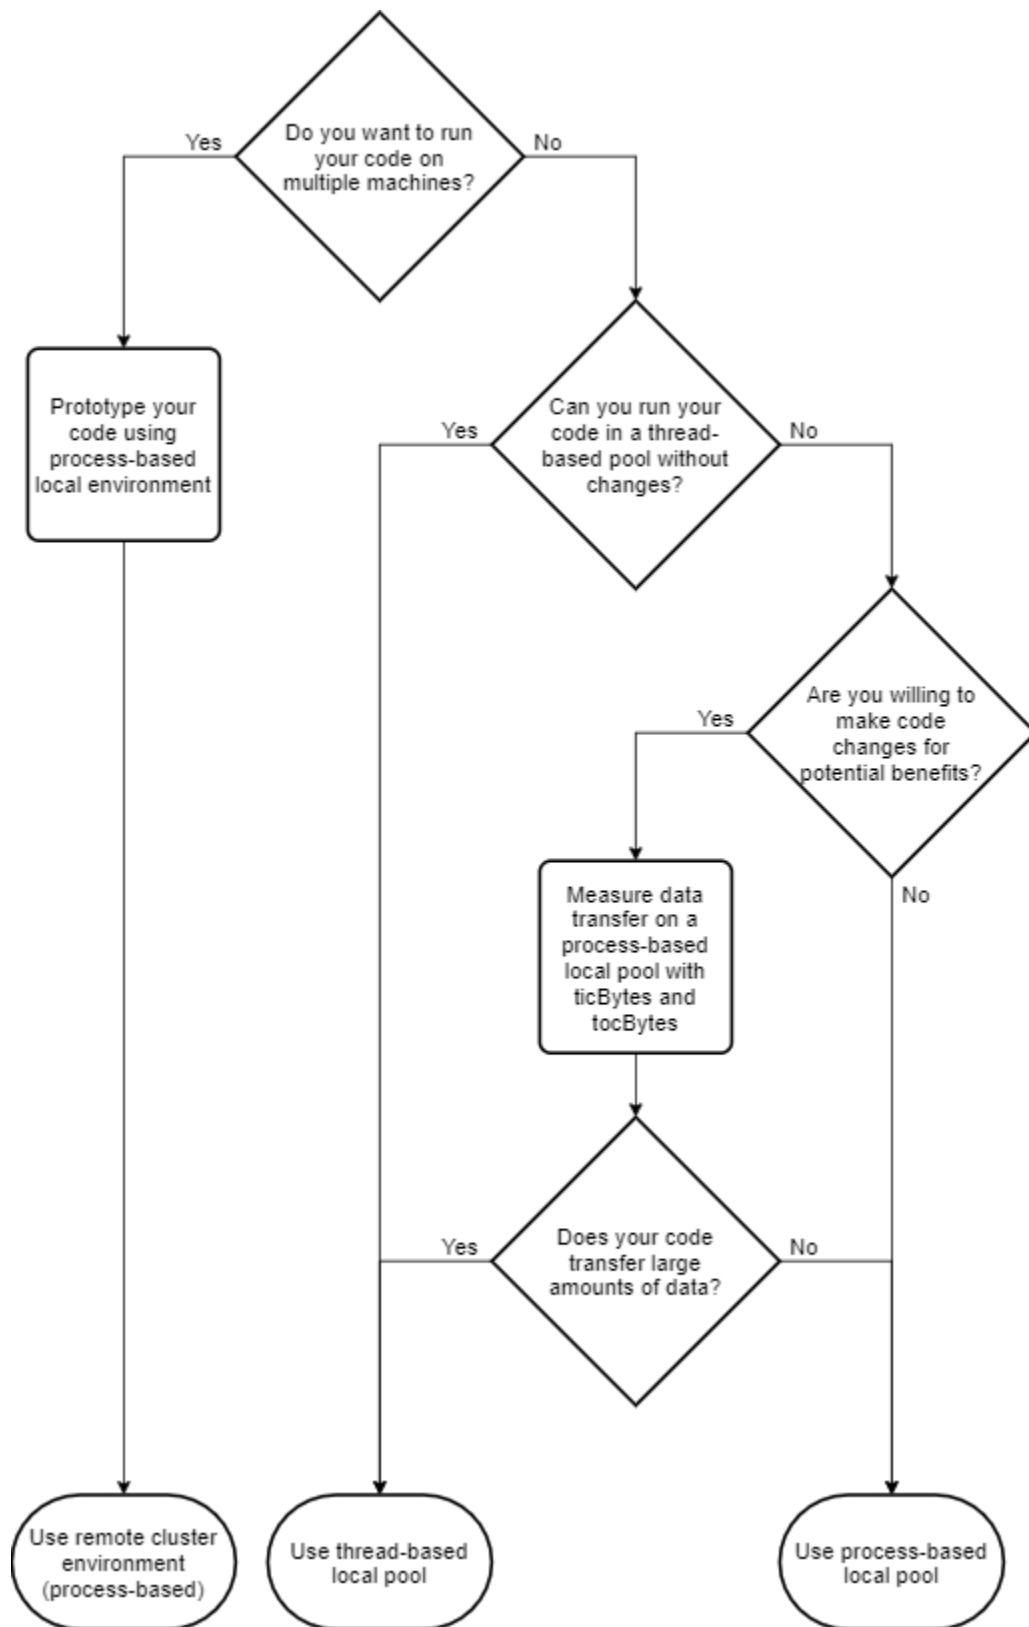 Do you want to run
your code on
multiple machines?
Yes
No
Prototype your
code using
process-based
local environment
Can you run your
code in a thread-
based pool without
changes?
Yes
No
Are you willing to
make code
changes for
potential benefits?
Yes
No
Measure data
transfer on a
process-based
local pool with
ticBytes and
tocBytes
Does your code
transfer large
amounts of data?
Yes
No
Use remote cluster
environment
(process-based)
Use thread-based
local pool
Use process-based
local pool